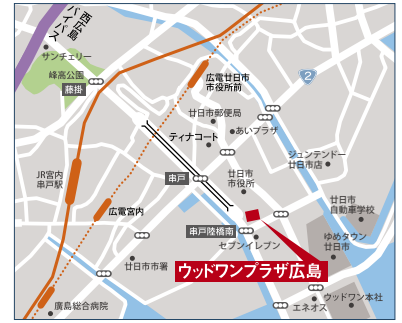 西広島
バイパス
サンチェリー
峰高公園
藤掛
広電廿日市
市役所前
2
廿日市郵便局
あいプラザ
ティナコート
ジュンテンドー
廿日市店
JR宮内
串戸駅
串戸
廿日市
市役所
広電宮内
廿日市
自動車学校
串戸陸橋南
セブンイレブン
ゆめタウン
廿日市
廿日市市署
ウッドワンプラザ広島
廣島総合病院
エネオス
ウッドワン本社